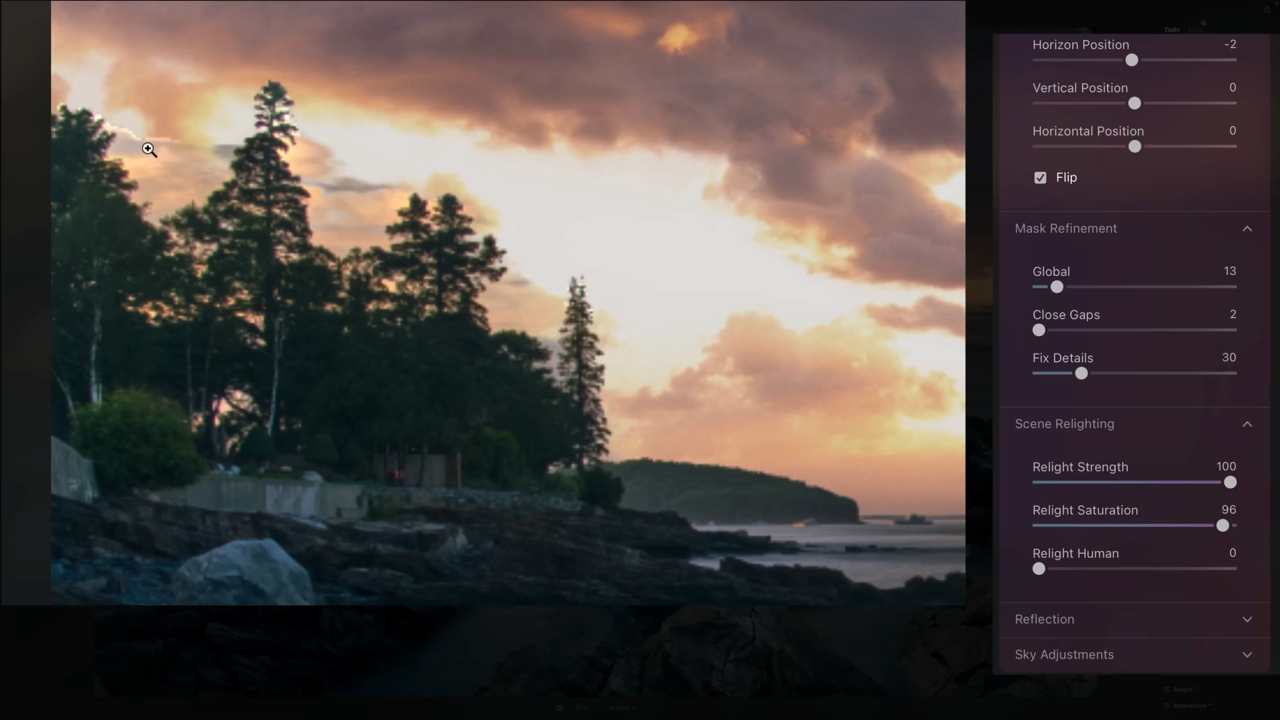 Tools
Horizon Position -2
Vertical Position 0
Horizontal Position 0
Flip
Mask Refinement
Global 13
Close Gaps 2
Fix Details 30
Scene Relighting
Relight Strength 100
Relight Saturation 96
Relight Human 0
Reflection
Sky Adjustments